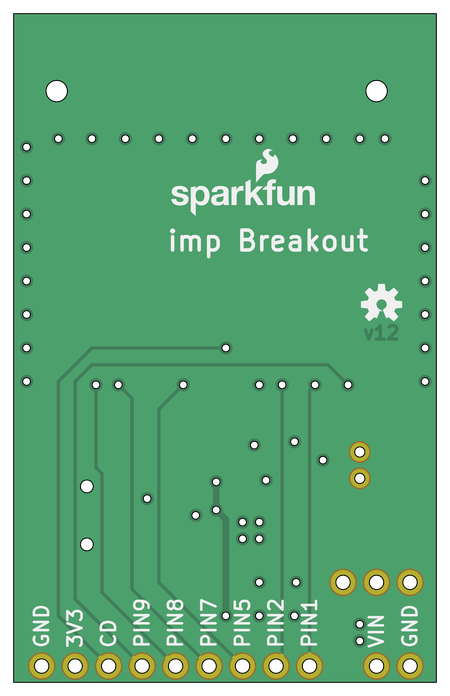 sparkfun
imp Breakout
v12
GND
3V3
CD
PIN9
PIN8
PIN7
PIN5
PIN2
PIN1
VIN
GND